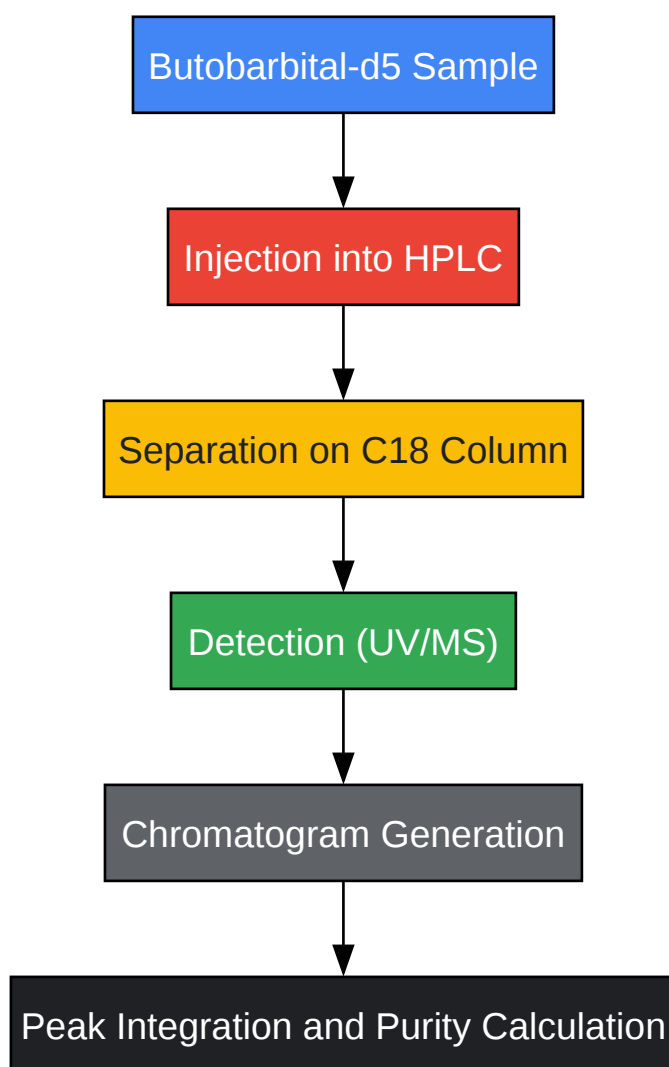 Butobarbital-d5 Sample
Injection into HPLC
Separation on C18 Column
Detection (UV/MS)
Chromatogram Generation
Peak Integration and Purity Calculation